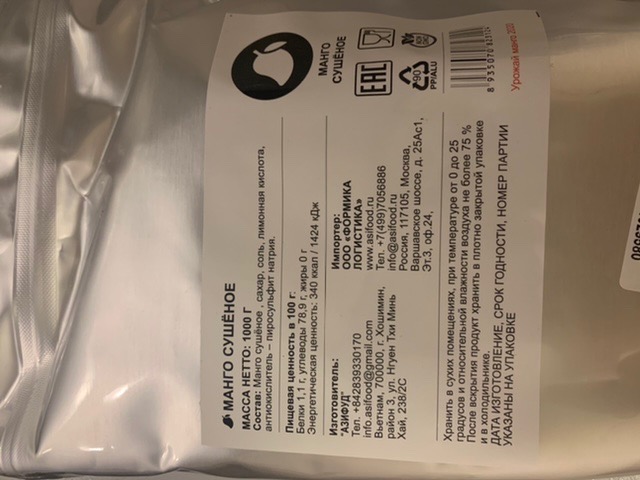 МАНГО СУШЁНОЕ
МАССА НЕТТО: 1000 Г
Состав: Манго сушёное , сахар, соль, лимонная кислота,
антиокислитель – пиросульфит натрия.
Пищевая ценность в 100 г:
Белки 1,1 г, углеводы 78,9 г, жиры 0 г
Энергетическая ценность: 340 ккал / 1424 кДж
Изготовитель:
"АЗИФУД"
Тел. +842839330170
info.asifood@gmail.com
Вьетнам, 700000, г. Хошимин,
район 3, ул. Нгуен Тхи Минь
Хай, 238/2С
Импортер:
ООО «ФОРМИКА
ЛОГИСТИКА»
www.asifood.ru
Тел. +7(499)7056886
info@asifood.ru
Россия, 117105, Москва,
Варшавское шоссе, д. 25Ас1,
Эт.3, оф.24,
Хранить в сухих помещениях, при температуре от 0 до 25
градусов и относительной влажности воздуха не более 75 %
После вскрытия продукт хранить в плотно закрытой упаковке
и в холодильнике.
ДАТА ИЗГОТОВЛЕНИЕ, СРОК ГОДНОСТИ, НОМЕР ПАРТИИ
УКАЗАНЫ НА УПАКОВКЕ
МАНГО
СУШЁНОЕ
EAC
90
PP/ALU
Урожай манго